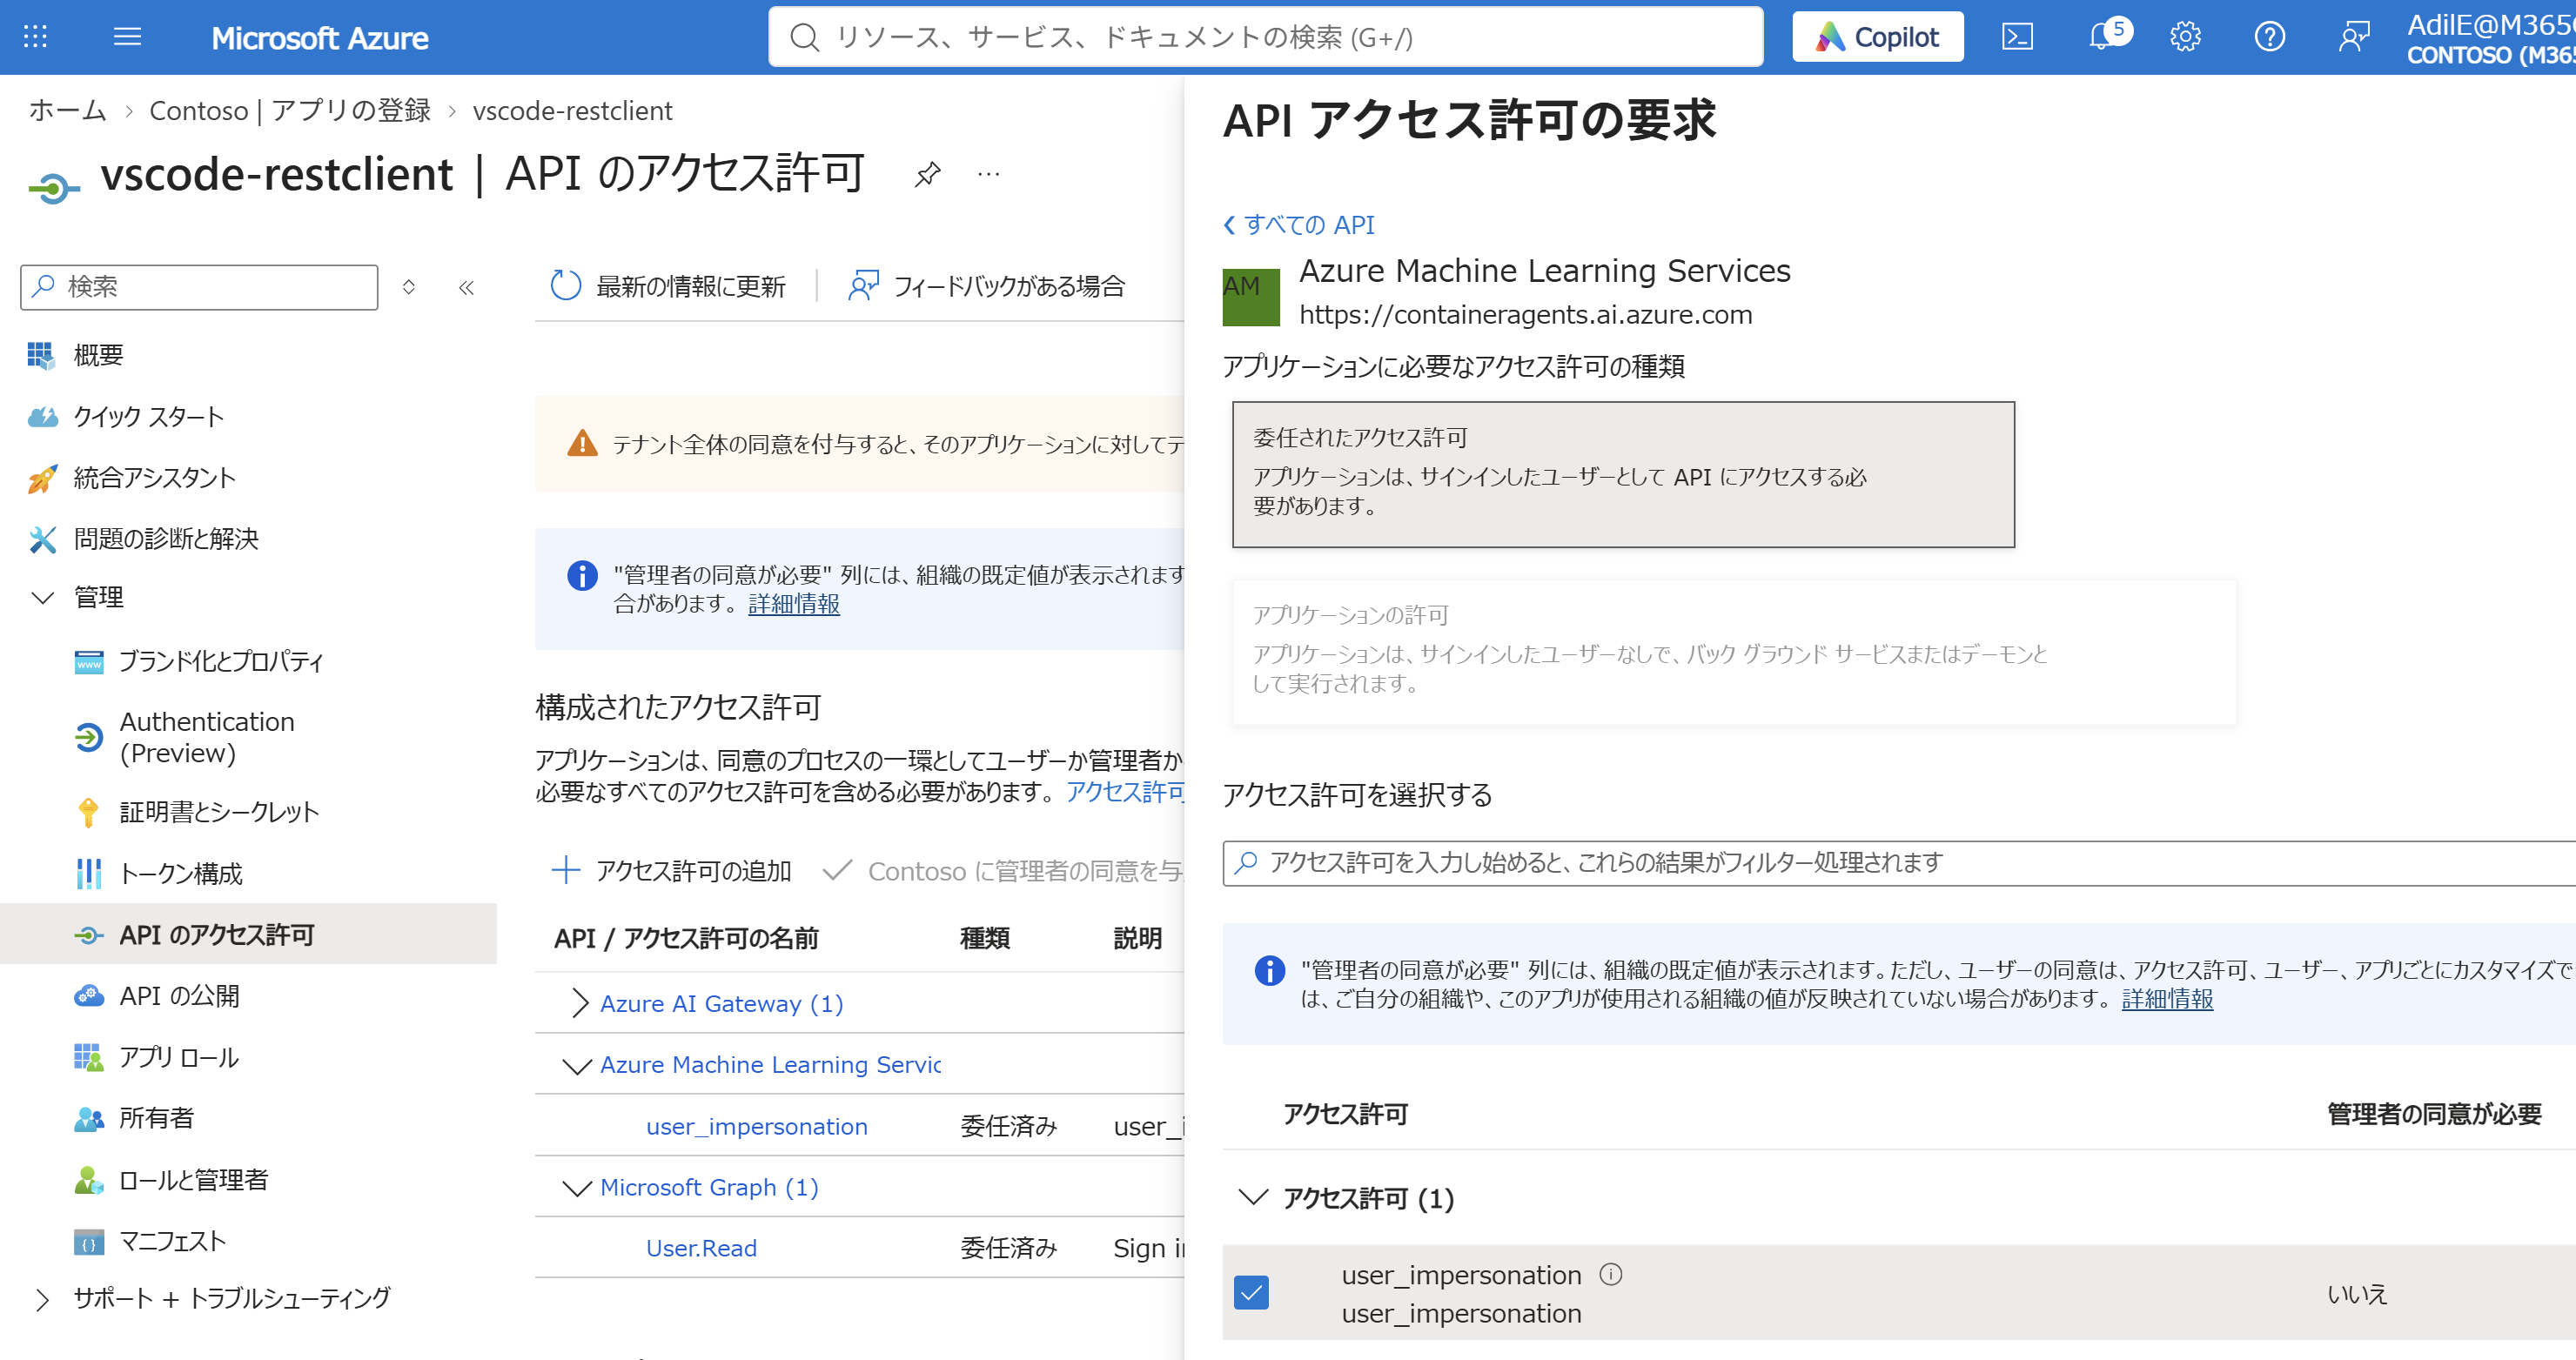 Microsoft Azure
リソース、サービス、ドキュメントの検索 (G+/)
Copilot
5
AdilE@M365
CONTOSO (M365
ホーム > Contoso | アプリの登録 > vscode-restclient
vscode-restclient | API のアクセス許可
検索
概要
クイック スタート
統合アシスタント
問題の診断と解決
管理
ブランド化とプロパティ
Authentication
(Preview)
証明書とシークレット
トークン構成
API のアクセス許可
API の公開
アプリ ロール
所有者
ロールと管理者
マニフェスト
サポート + トラブルシューティング
最新の情報に更新
フィードバックがある場合
テナント全体の同意を付与すると、そのアプリケーションに対してテ
"管理者の同意が必要" 列には、組織の既定値が表示されます
合があります。 詳細情報
構成されたアクセス許可
アプリケーションは、同意のプロセスの一環としてユーザーか管理者か
必要なすべてのアクセス許可を含める必要があります。 アクセス許可
アクセス許可の追加
Contoso に管理者の同意を与
API / アクセス許可の名前 種類 説明
Azure AI Gateway (1)
Azure Machine Learning Servic
user_impersonation 委任済み user_i
Microsoft Graph (1)
User.Read 委任済み Sign in
API アクセス許可の要求
すべての API
AM
Azure Machine Learning Services
https://containeragents.ai.azure.com
アプリケーションに必要なアクセス許可の種類
委任されたアクセス許可
アプリケーションは、サインインしたユーザーとして API にアクセスする必
要があります。
アプリケーションの許可
アプリケーションは、サインインしたユーザーなしで、バック グラウンド サービスまたはデーモンと
して実行されます。
アクセス許可を選択する
アクセス許可を入力し始めると、これらの結果がフィルター処理されます
"管理者の同意が必要" 列には、組織の既定値が表示されます。ただし、ユーザーの同意は、アクセス許可、ユーザー、アプリごとにカスタマイズで
は、ご自分の組織や、このアプリが使用される組織の値が反映されていない場合があります。 詳細情報
アクセス許可 管理者の同意が必要
アクセス許可 (1)
user_impersonation
user_impersonation
いいえ